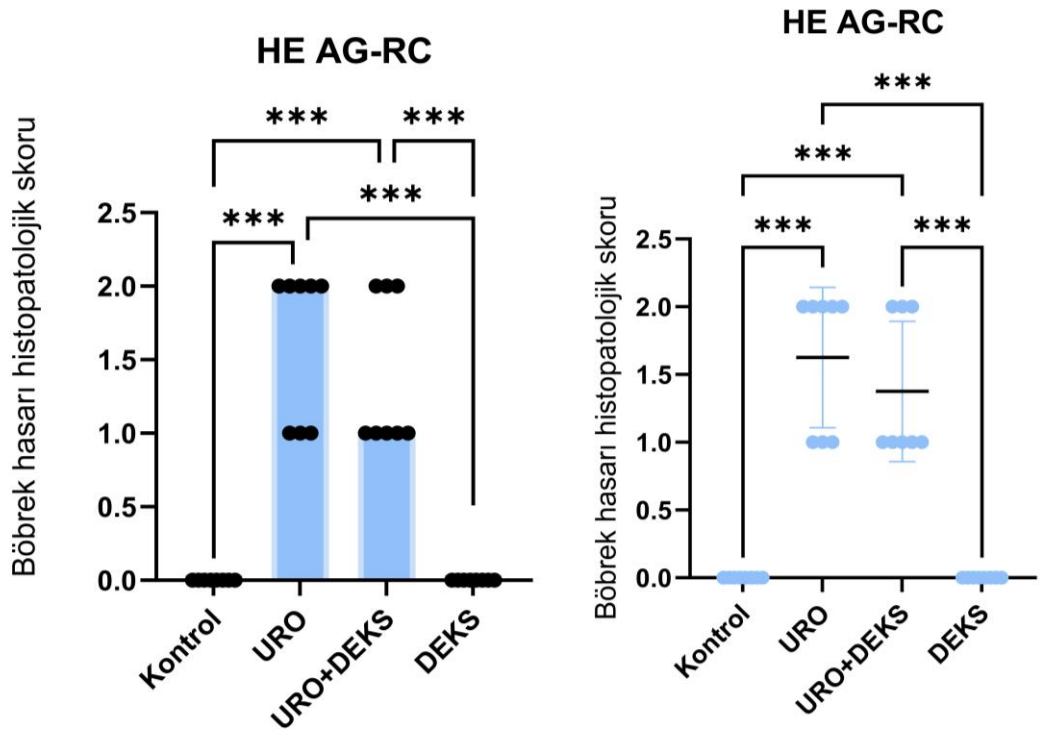 HE AG-RC
Böbrek hasarı histopatolojik skoru
*** ***
***
***
2.5
2.0
1.5
1.0
0.5
0.0
Kontrol
URO
URO+DEKS
DEKS
HE AG-RC
Böbrek hasarı histopatolojik skoru
***
***
*** ***
2.5
2.0
1.5
1.0
0.5
0.0
Kontrol
URO
URO+DEKS
DEKS